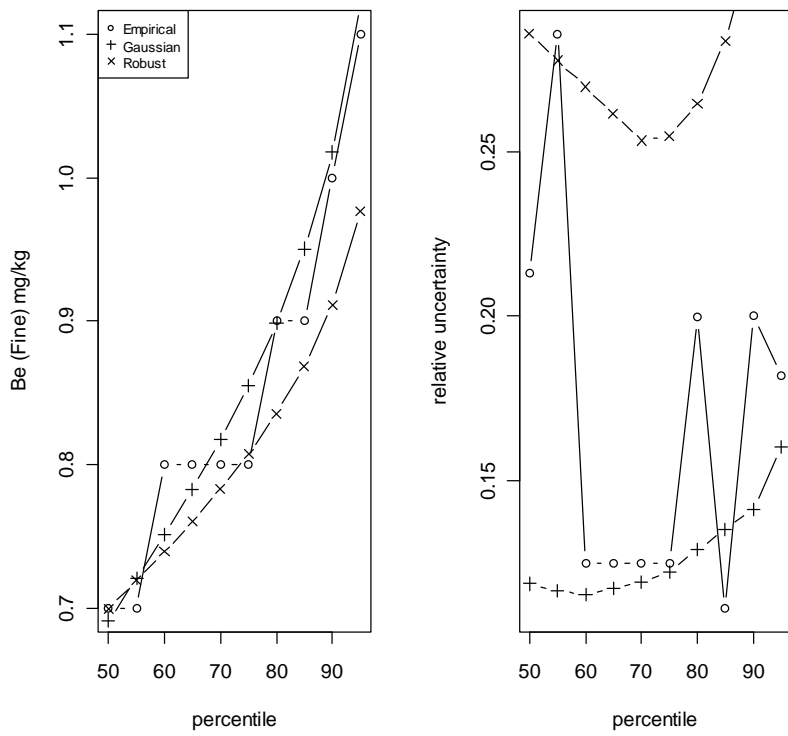 Empirical
Gaussian
Robust
1.1
1.0
0.9
0.8
0.7
Be (Fine) mg/kg
50 60 70 80 90
percentile
0.25
0.20
0.15
relative uncertainty
50 60 70 80 90
percentile